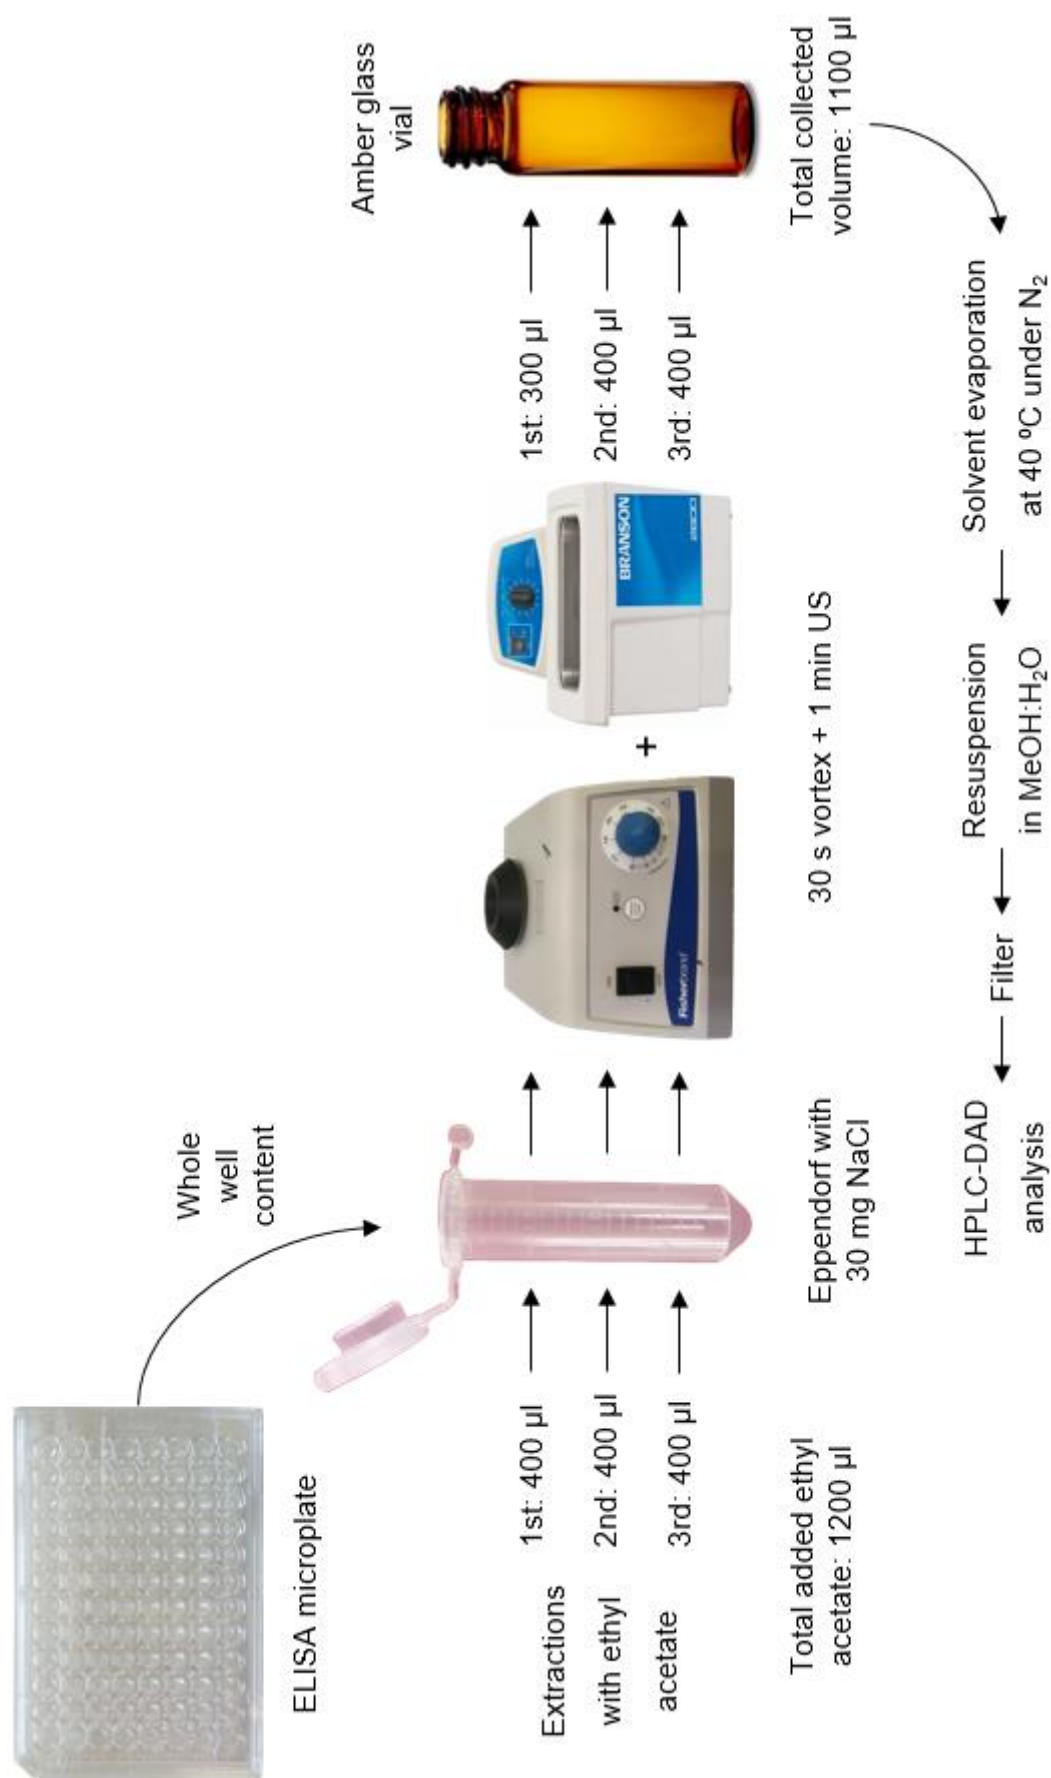 ELISA microplate
Whole
well
content
Extractions
with ethyl
acetate
1st: 400 µl
2nd: 400 µl
3rd: 400 µl
Total added ethyl
acetate: 1200 µl
Eppendorf with
30 mg NaCl
Fisherbrand
+
BRANSON
2800
30 s vortex + 1 min US
1st: 300 µl
2nd: 400 µl
3rd: 400 µl
Amber glass
vial
Total collected
volume: 1100 µl
Solvent evaporation
at 40 ºC under N₂
Resuspension
in MeOH:H₂O
Filter
HPLC-DAD
analysis